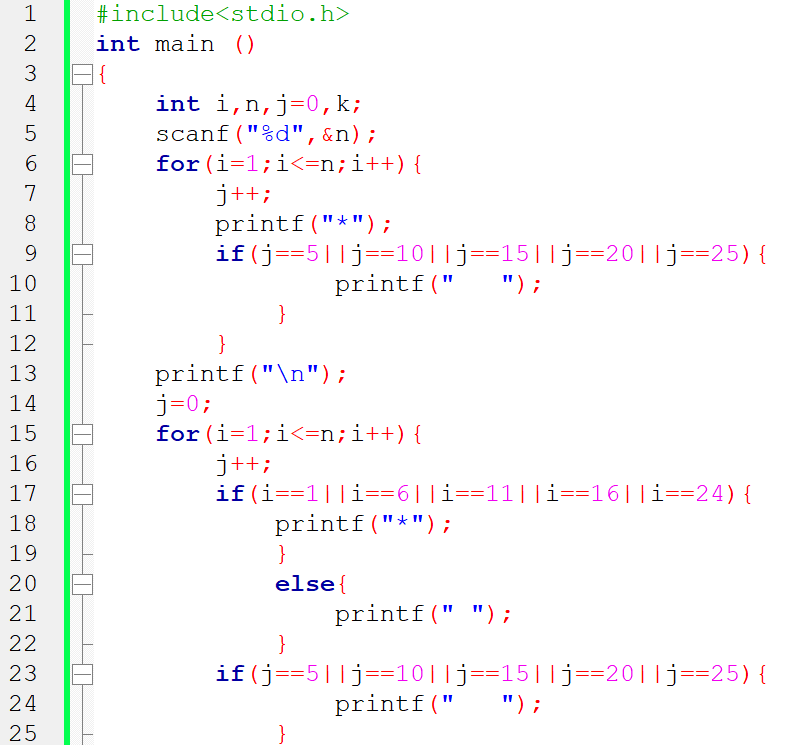 1 #include<stdio.h>
2 int main ()
3 {
4     int i,n,j=0,k;
5     scanf("%d",&n);
6     for(i=1;i<=n;i++){
7         j++;
8         printf("*");
9         if(j==5||j==10||j==15||j==20||j==25){
10                 printf("   ");
11             }
12         }
13     printf("\n");
14     j=0;
15     for(i=1;i<=n;i++){
16         j++;
17         if(i==1||i==6||i==11||i==16||i==24){
18             printf("*");
19             }
20             else{
21                 printf(" ");
22             }
23         if(j==5||j==10||j==15||j==20||j==25){
24                 printf("   ");
25             }